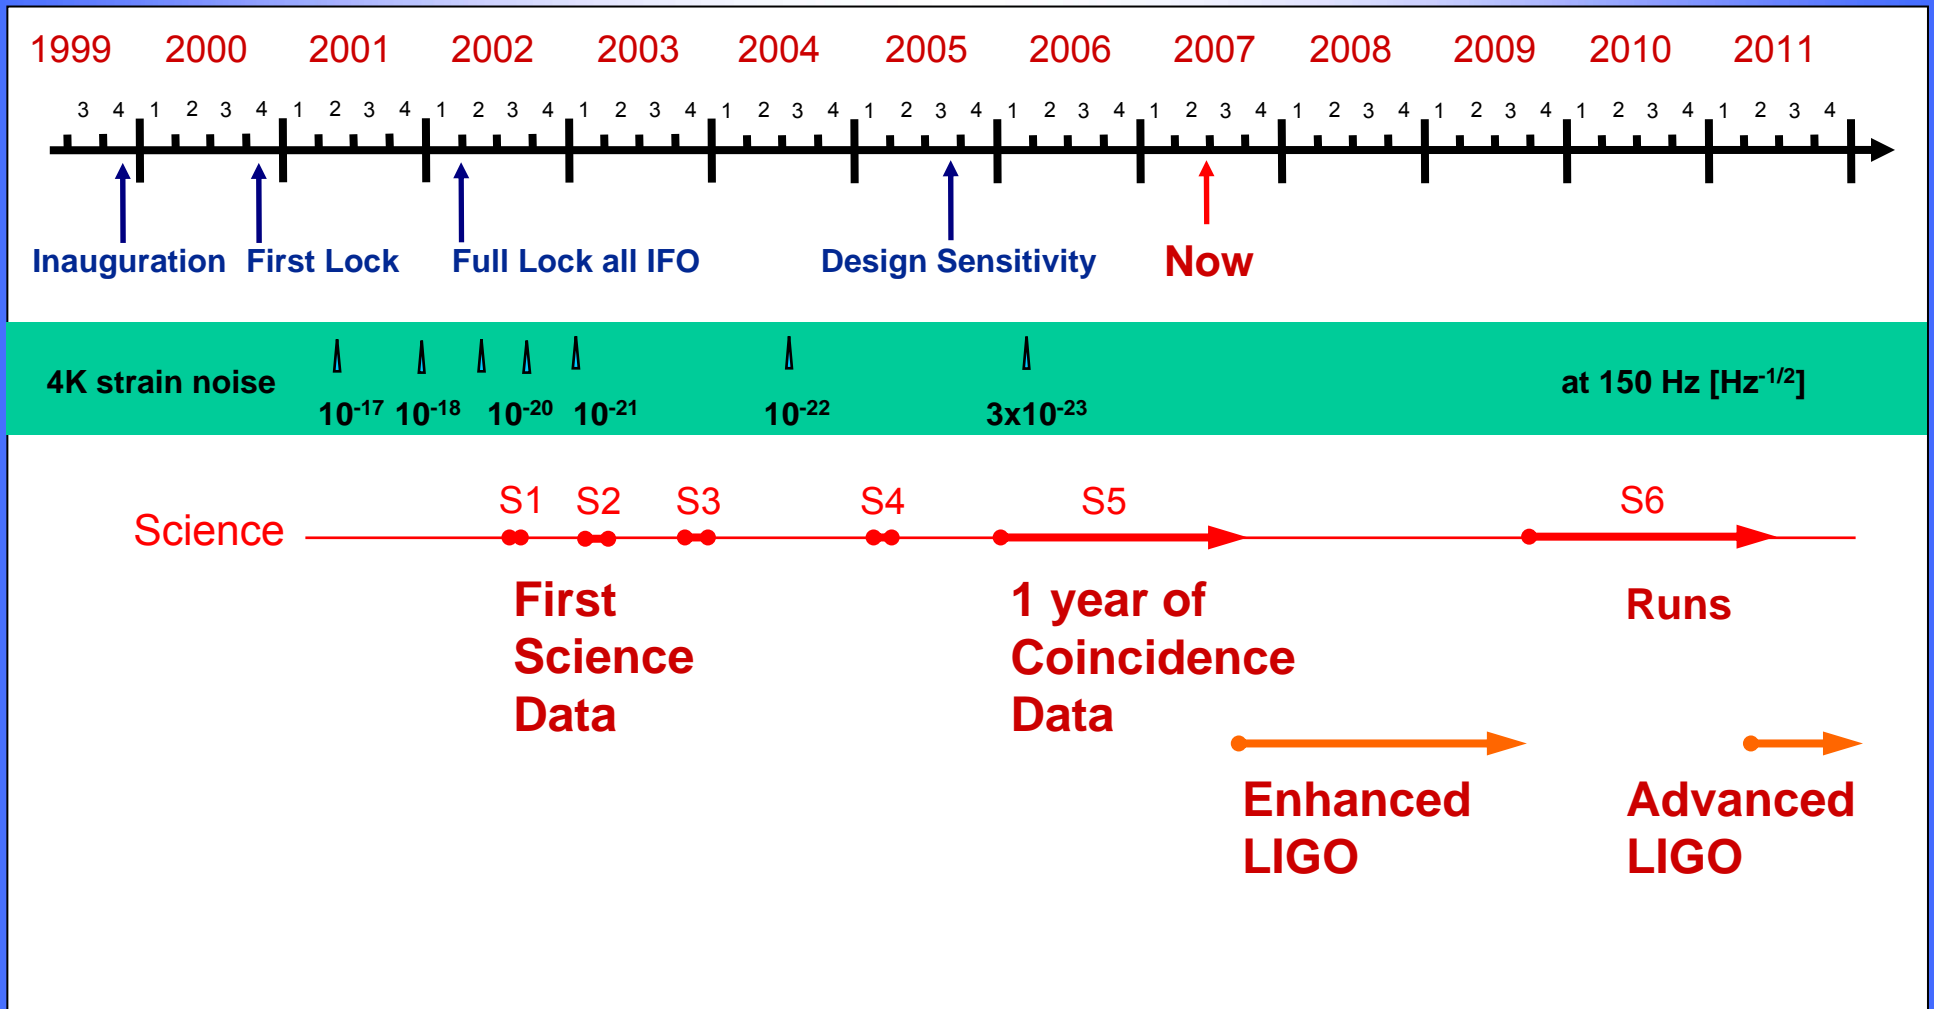 1999 2000 2001 2002 2003 2004 2005 2006 2007 2008 2009 2010 2011
3 4 1 2 3 4 1 2 3 4 1 2 3 4 1 2 3 4 1 2 3 4 1 2 3 4 1 2 3 4 1 2 3 4 1 2 3 4 1 2 3 4 1 2 3 4 1 2 3 4
Inauguration First Lock Full Lock all IFO Design Sensitivity Now
4K strain noise at 150 Hz [Hz⁻¹/²]
10⁻¹⁷ 10⁻¹⁸ 10⁻²⁰ 10⁻²¹ 10⁻²² 3x10⁻²³
S1 S2 S3 S4 S5 S6
Science
First
Science
Data
1 year of
Coincidence
Data
Runs
Enhanced
LIGO
Advanced
LIGO